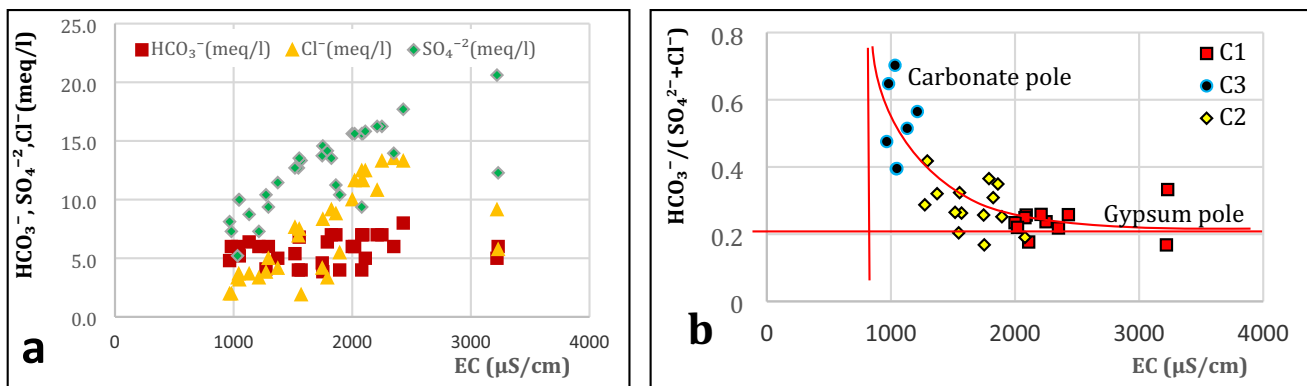 25.0
20.0
15.0
10.0
5.0
0.0
HCO₃⁻, SO₄⁻²,Cl⁻(meq/l)
HCO₃⁻(meq/l)
Cl⁻(meq/l)
SO₄⁻²(meq/l)
0
1000
2000
3000
4000
EC (µS/cm)
a
0.8
0.6
0.4
0.2
0
HCO₃⁻/( SO₄²⁻+Cl⁻)
Carbonate pole
Gypsum pole
C1
C3
C2
0
1000
2000
3000
4000
EC (µS/cm)
b